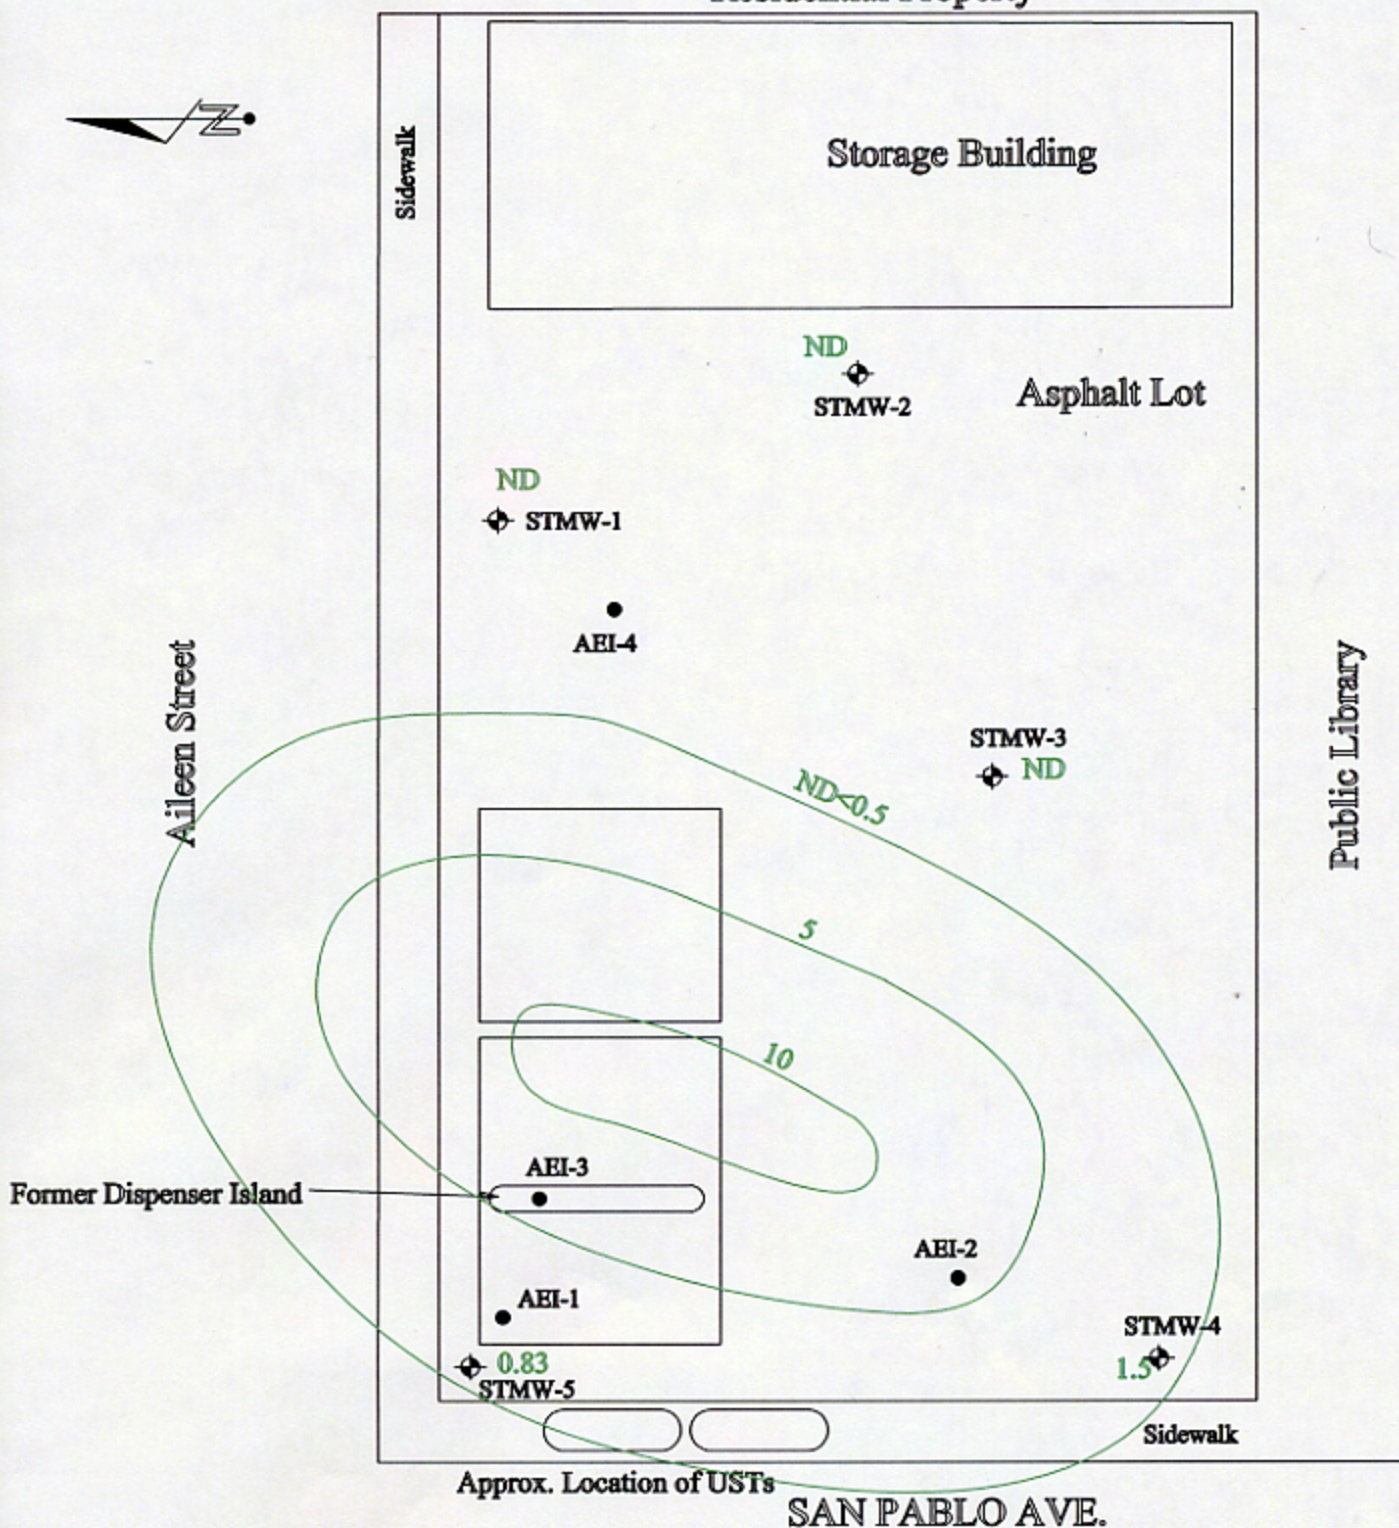 Residential Property
N
Sidewalk
Storage Building
ND
STMW-2
Asphalt Lot
ND
STMW-1
AEI-4
Aileen Street
Public Library
STMW-3
ND
ND<0.5
5
10
AEI-3
Former Dispenser Island
AEI-2
AEI-1
STMW-4
0.83
1.5
STMW-5
Sidewalk
Approx. Location of USTs
SAN PABLO AVE.